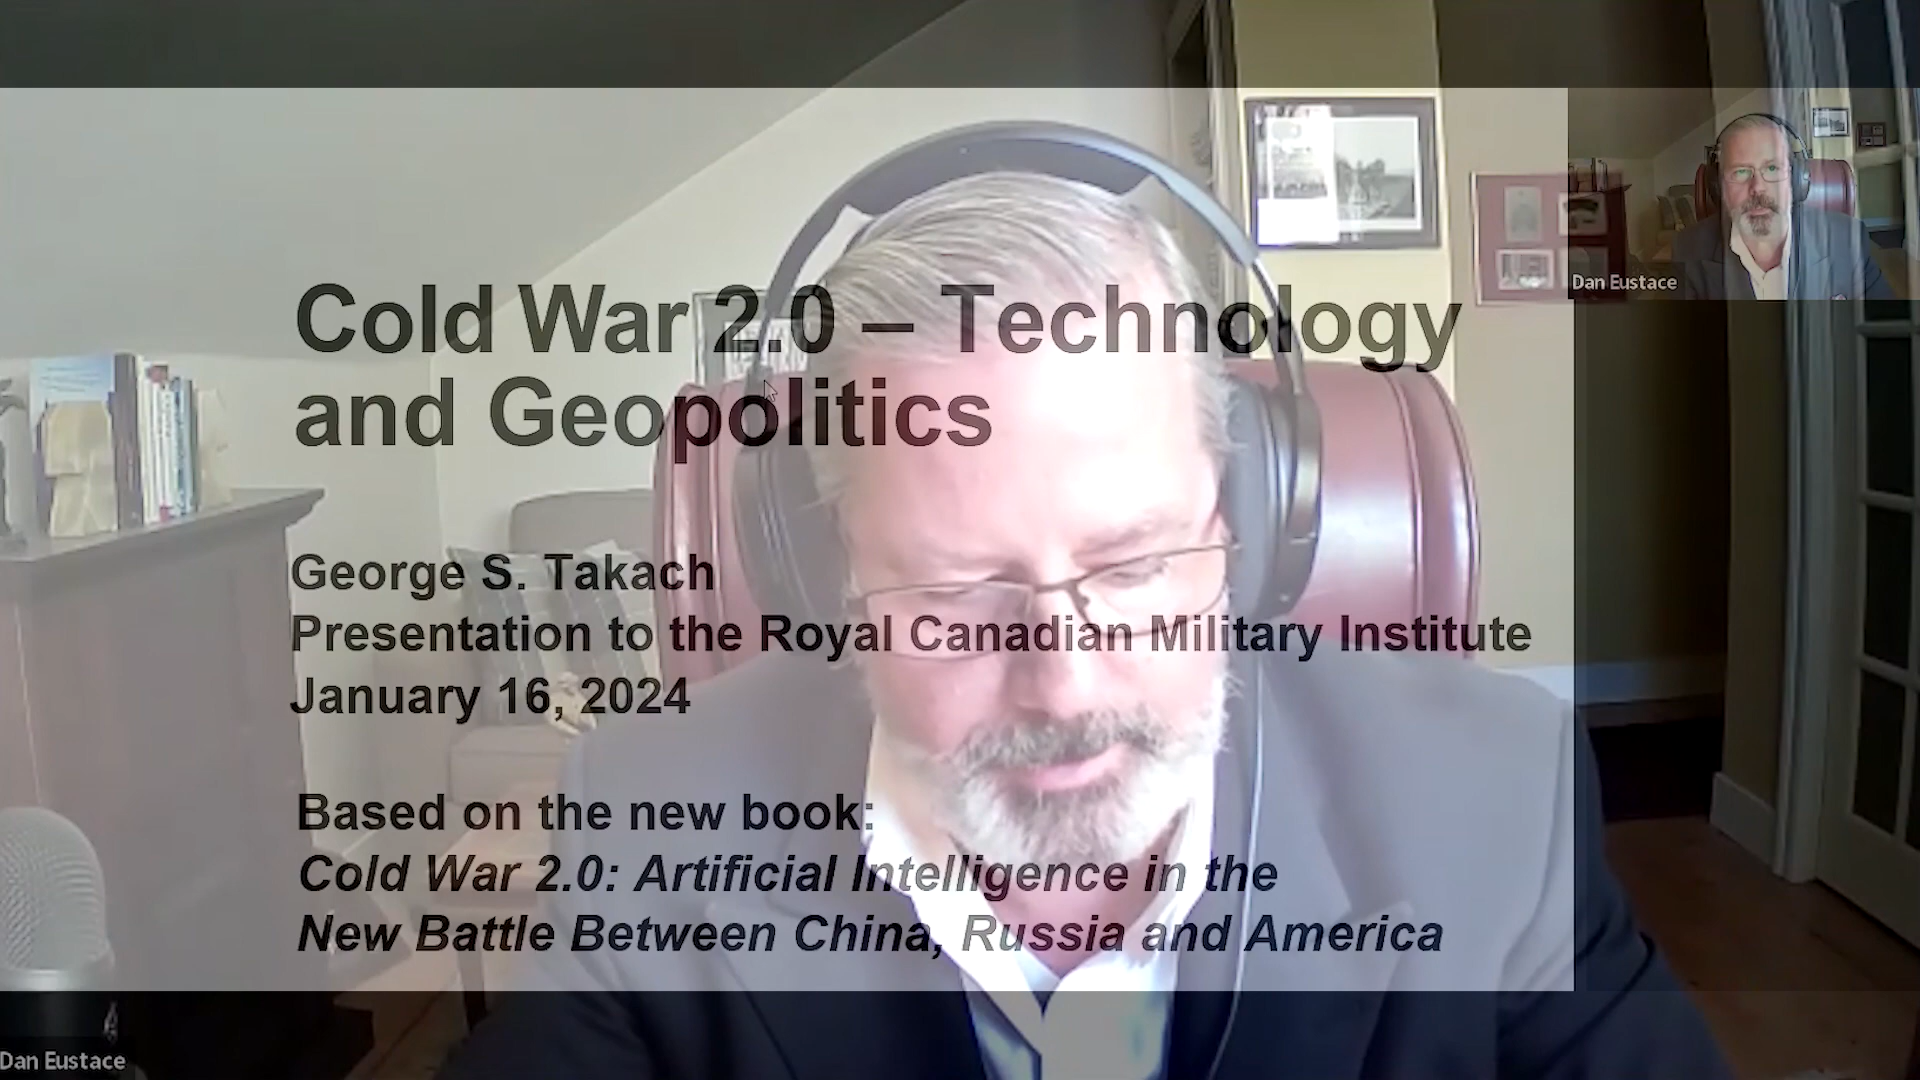 Cold War 2.0 – Technology
and Geopolitics
George S. Takach
Presentation to the Royal Canadian Military Institute
January 16, 2024
Based on the new book:
Cold War 2.0: Artificial Intelligence in the
New Battle Between China, Russia and America
Dan Eustace
Dan Eustace